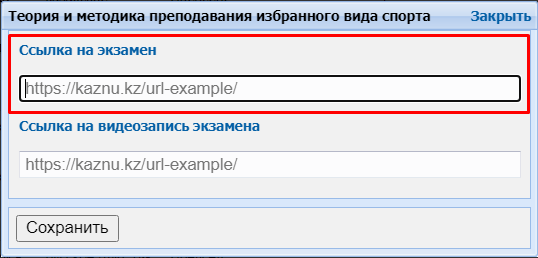 Теория и методика преподавания избранного вида спорта Закрыть
Ссылка на экзамен
https://kaznu.kz/url-example/
Ссылка на видеозапись экзамена
https://kaznu.kz/url-example/
Сохранить